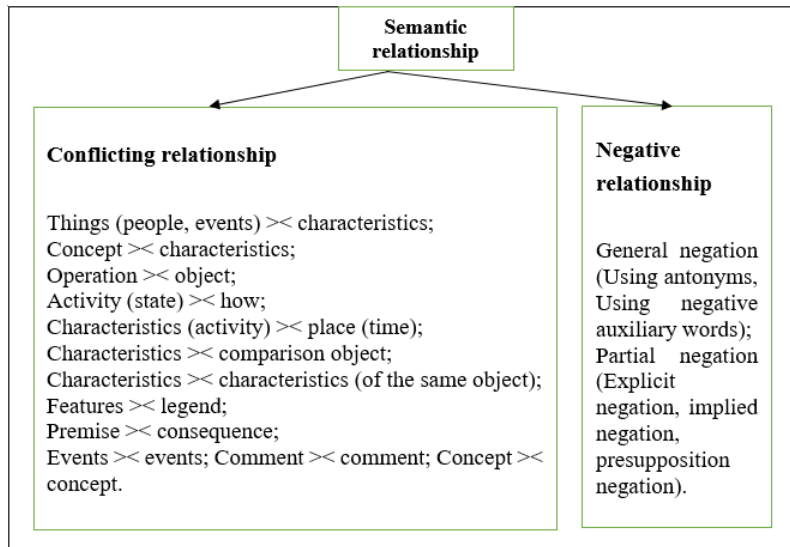 Semantic
relationship
Conflicting relationship
Things (people, events) >< characteristics;
Concept >< characteristics;
Operation >< object;
Activity (state) >< how;
Characteristics (activity) >< place (time);
Characteristics >< comparison object;
Characteristics >< characteristics (of the same object);
Features >< legend;
Premise >< consequence;
Events >< events; Comment >< comment; Concept ><
concept.
Negative
relationship
General negation
(Using antonyms,
Using negative
auxiliary words);
Partial negation
(Explicit
negation, implied
negation,
presupposition
negation).